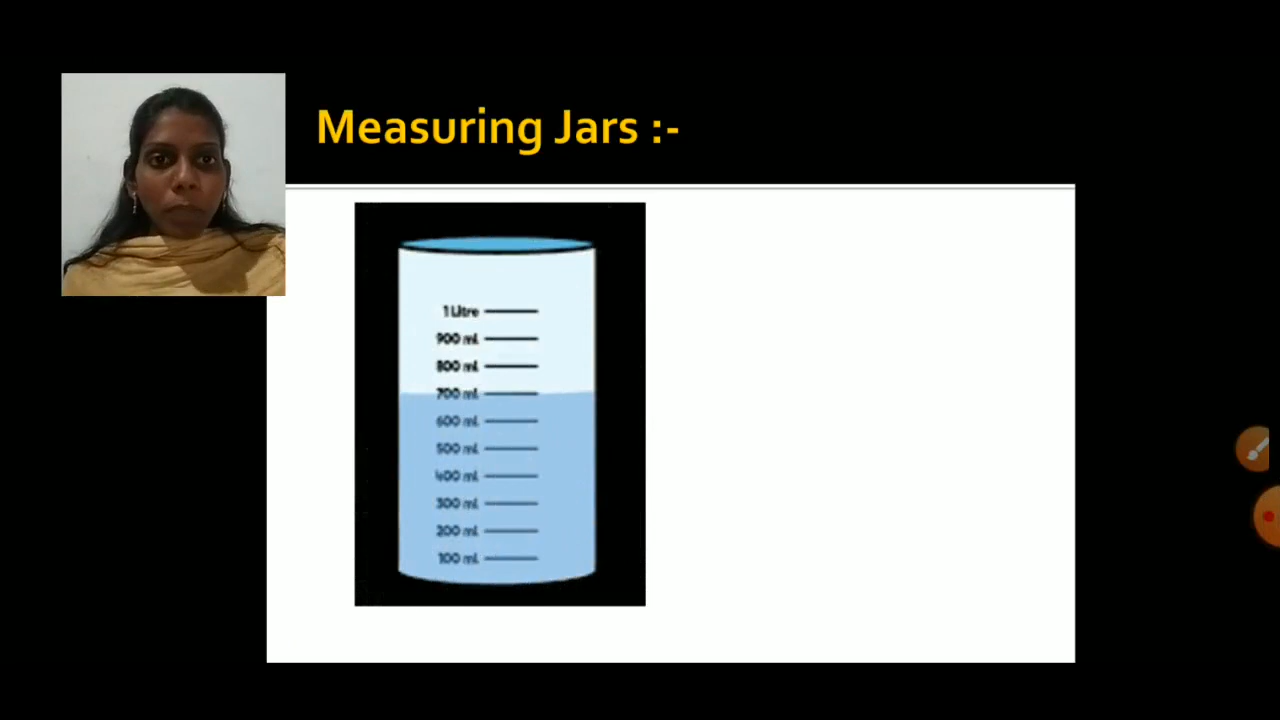 Measuring Jars :-
1 Litre
900 ml
800 ml
700 ml
600 ml
500 ml
400 ml
300 ml
200 ml
100 ml